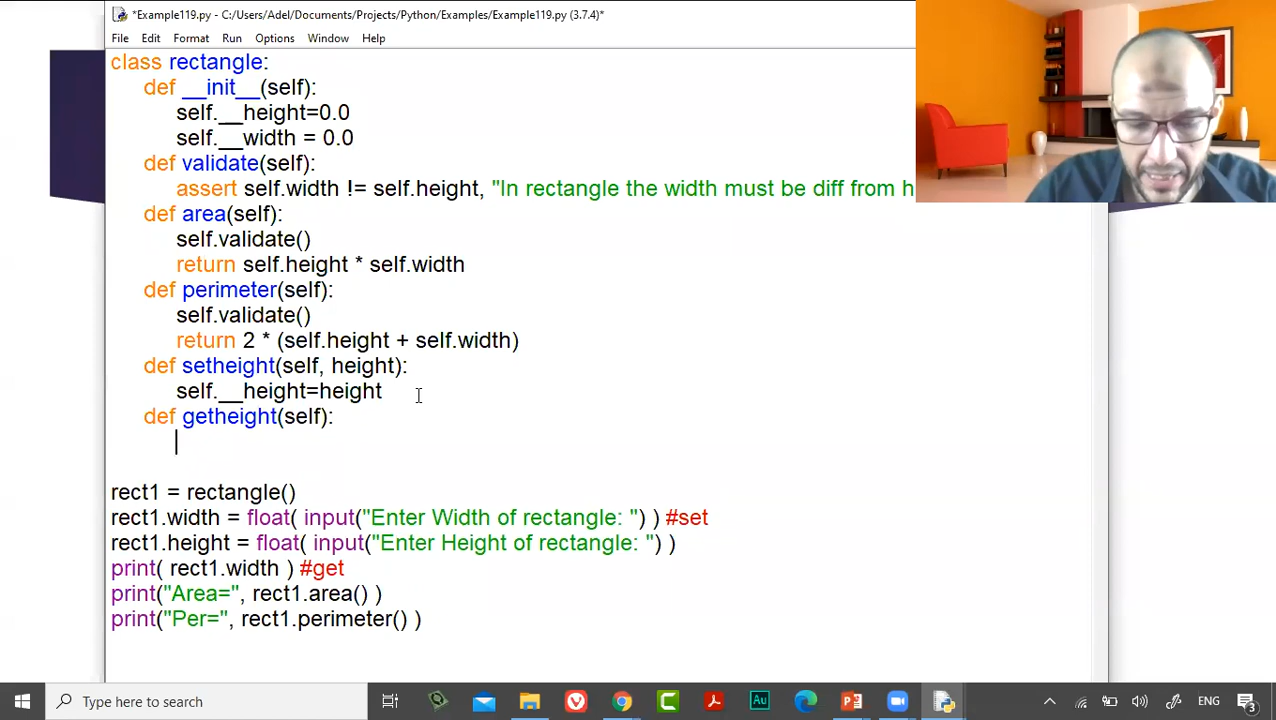 *Example119.py - C:/Users/Adel/Documents/Projects/Python/Examples/Example119.py (3.7.4)*
File Edit Format Run Options Window Help
class rectangle:
def __init__(self):
self.__height=0.0
self.__width = 0.0
def validate(self):
assert self.width != self.height, "In rectangle the width must be diff from h
def area(self):
self.validate()
return self.height * self.width
def perimeter(self):
self.validate()
return 2 * (self.height + self.width)
def setheight(self, height):
self.__height=height
def getheight(self):
rect1 = rectangle()
rect1.width = float( input("Enter Width of rectangle: ") ) #set
rect1.height = float( input("Enter Height of rectangle: ") )
print( rect1.width ) #get
print("Area=", rect1.area() )
print("Per=", rect1.perimeter() )
Type here to search
Au
ENG
3